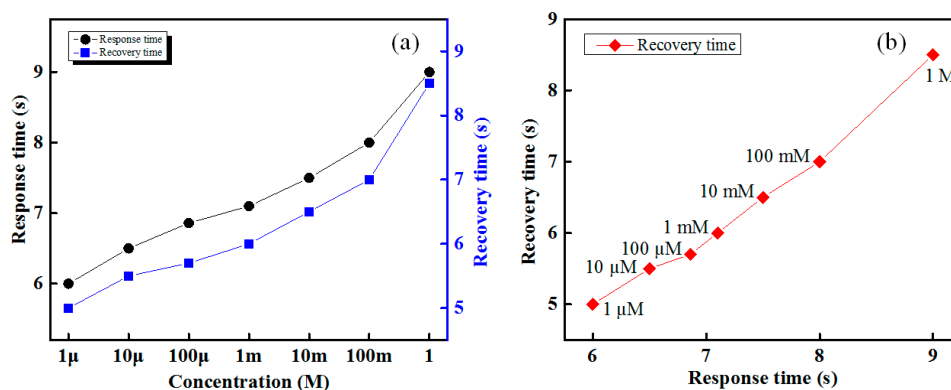 Response time
Recovery time
(a)
9
8
7
6
Response time (s)
9
8
7
6
5
Recovery time (s)
1µ 10µ 100µ 1m 10m 100m 1
Concentration (M)
Recovery time
(b)
9
8
7
6
5
Recovery time (s)
1 M
100 mM
10 mM
1 mM
100 µM
10 µM
1 µM
6 7 8 9
Response time (s)